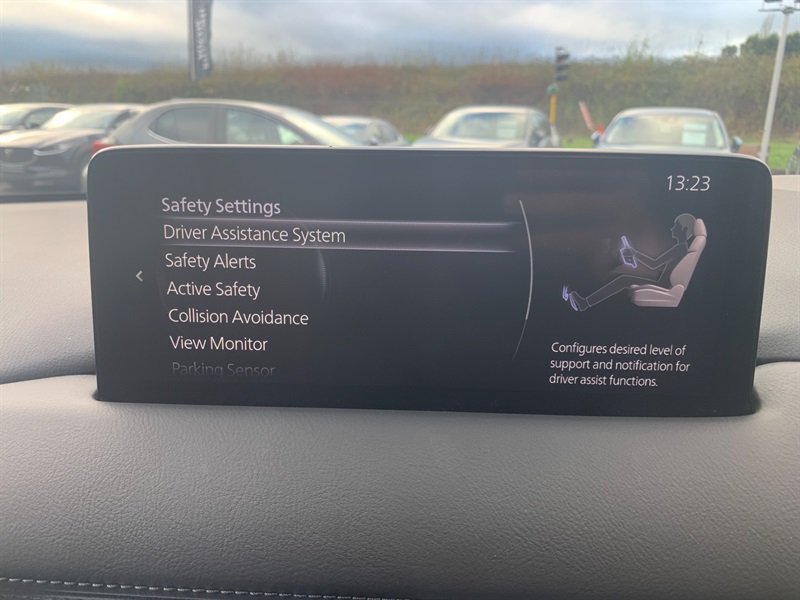 13:23
Safety Settings
Driver Assistance System
Safety Alerts
Active Safety
Collision Avoidance
View Monitor
Parking Sensor
Configures desired level of
support and notification for
driver assist functions.